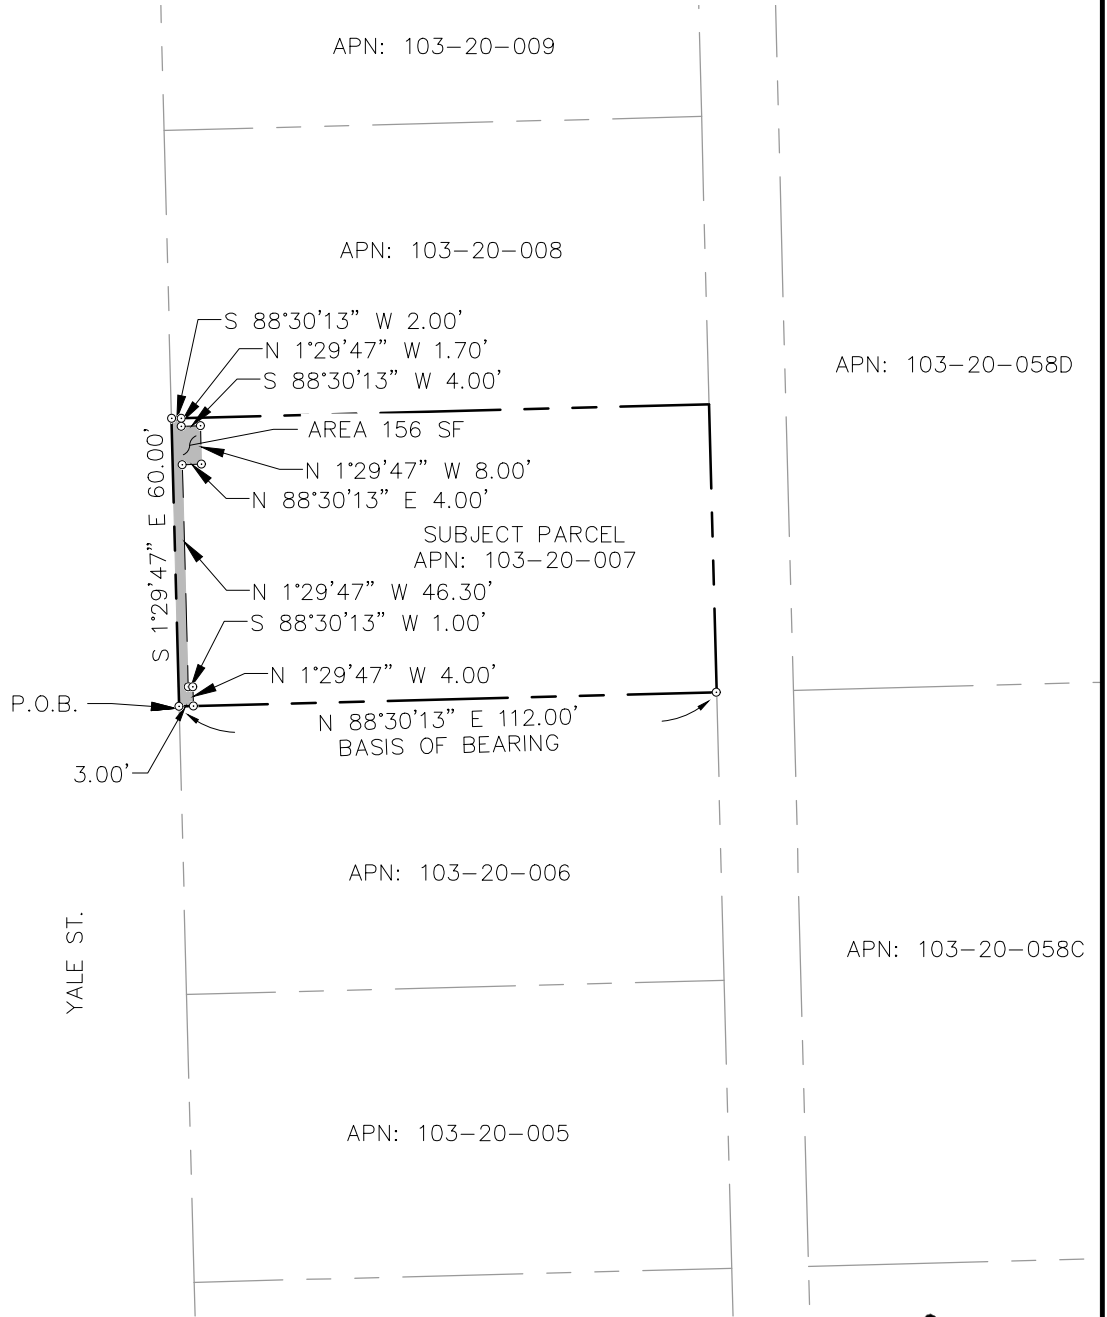 APN: 103-20-009
APN: 103-20-008
S 88°30'13" W 2.00'
N 1°29'47" W 1.70'
S 88°30'13" W 4.00'
APN: 103-20-058D
AREA 156 SF
N 1°29'47" W 8.00'
N 88°30'13" E 4.00'
S 1°29'47" E 60.00'
SUBJECT PARCEL
APN: 103-20-007
N 1°29'47" W 46.30'
S 88°30'13" W 1.00'
N 1°29'47" W 4.00'
P.O.B.
N 88°30'13" E 112.00'
BASIS OF BEARING
3.00'
APN: 103-20-006
YALE ST.
APN: 103-20-058C
APN: 103-20-005